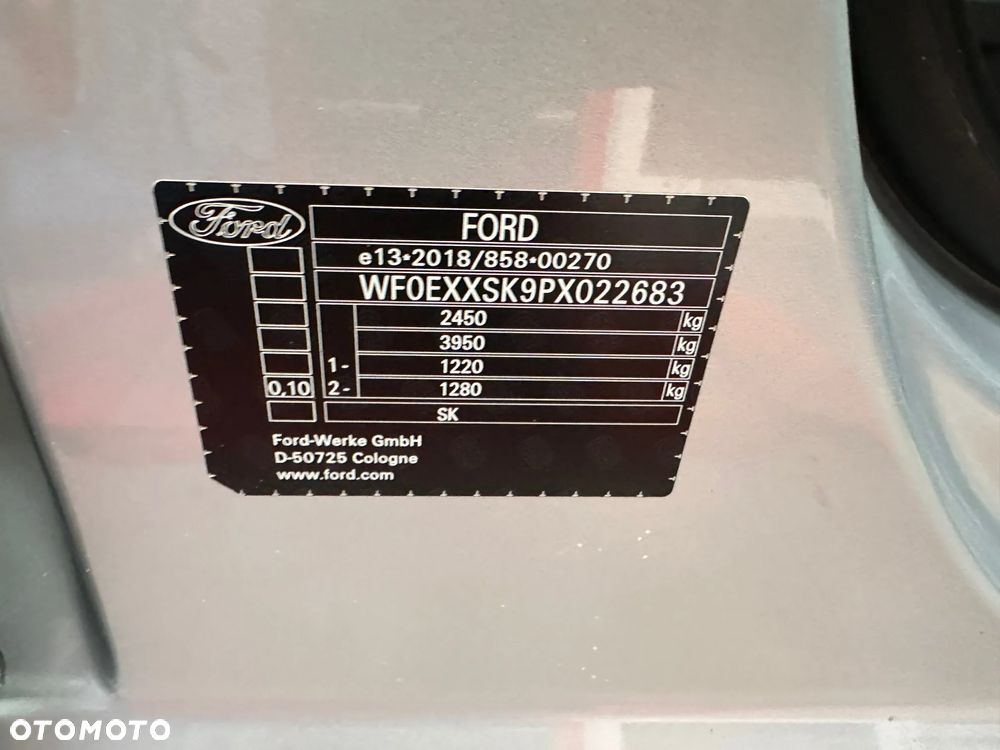 Ford
FORD
e13*2018/858*00270
WF0EXXSK9PX022683
2450 kg
3950 kg
1- 1220 kg
0,10 2- 1280 kg
SK
Ford-Werke GmbH
D-50725 Cologne
www.ford.com
OTOMOTO